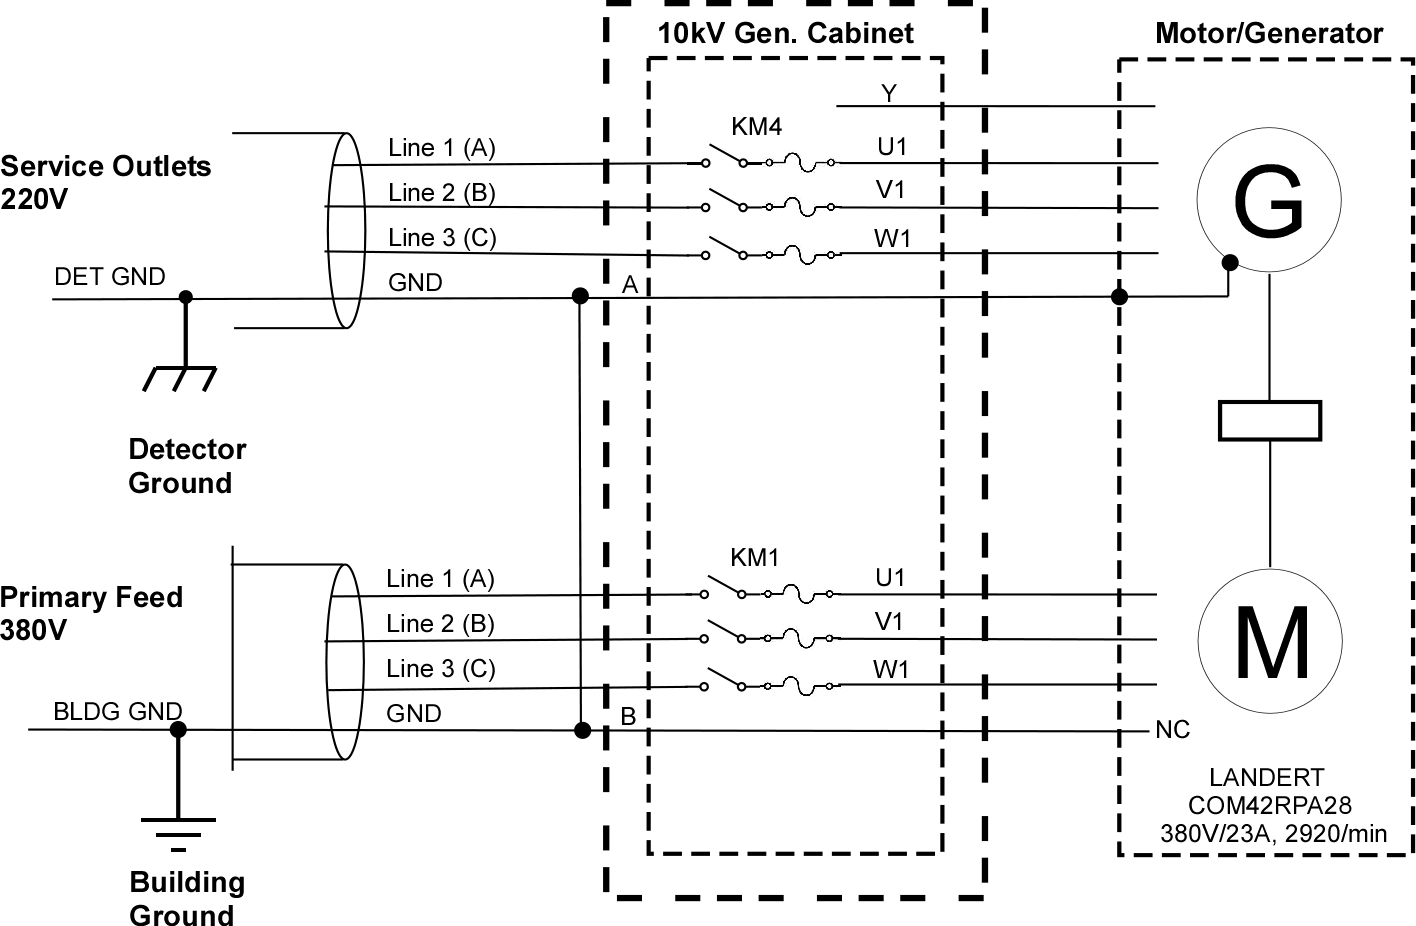 10kV Gen. Cabinet
Motor/Generator
Y
KM4
Service Outlets
220V
Line 1 (A)
U1
Line 2 (B)
V1
Line 3 (C)
W1
G
DET GND
GND
A
Detector
Ground
KM1
Primary Feed
380V
Line 1 (A)
U1
Line 2 (B)
V1
Line 3 (C)
W1
M
BLDG GND
GND
B
NC
LANDERT
COM42RPA28
380V/23A, 2920/min
Building
Ground